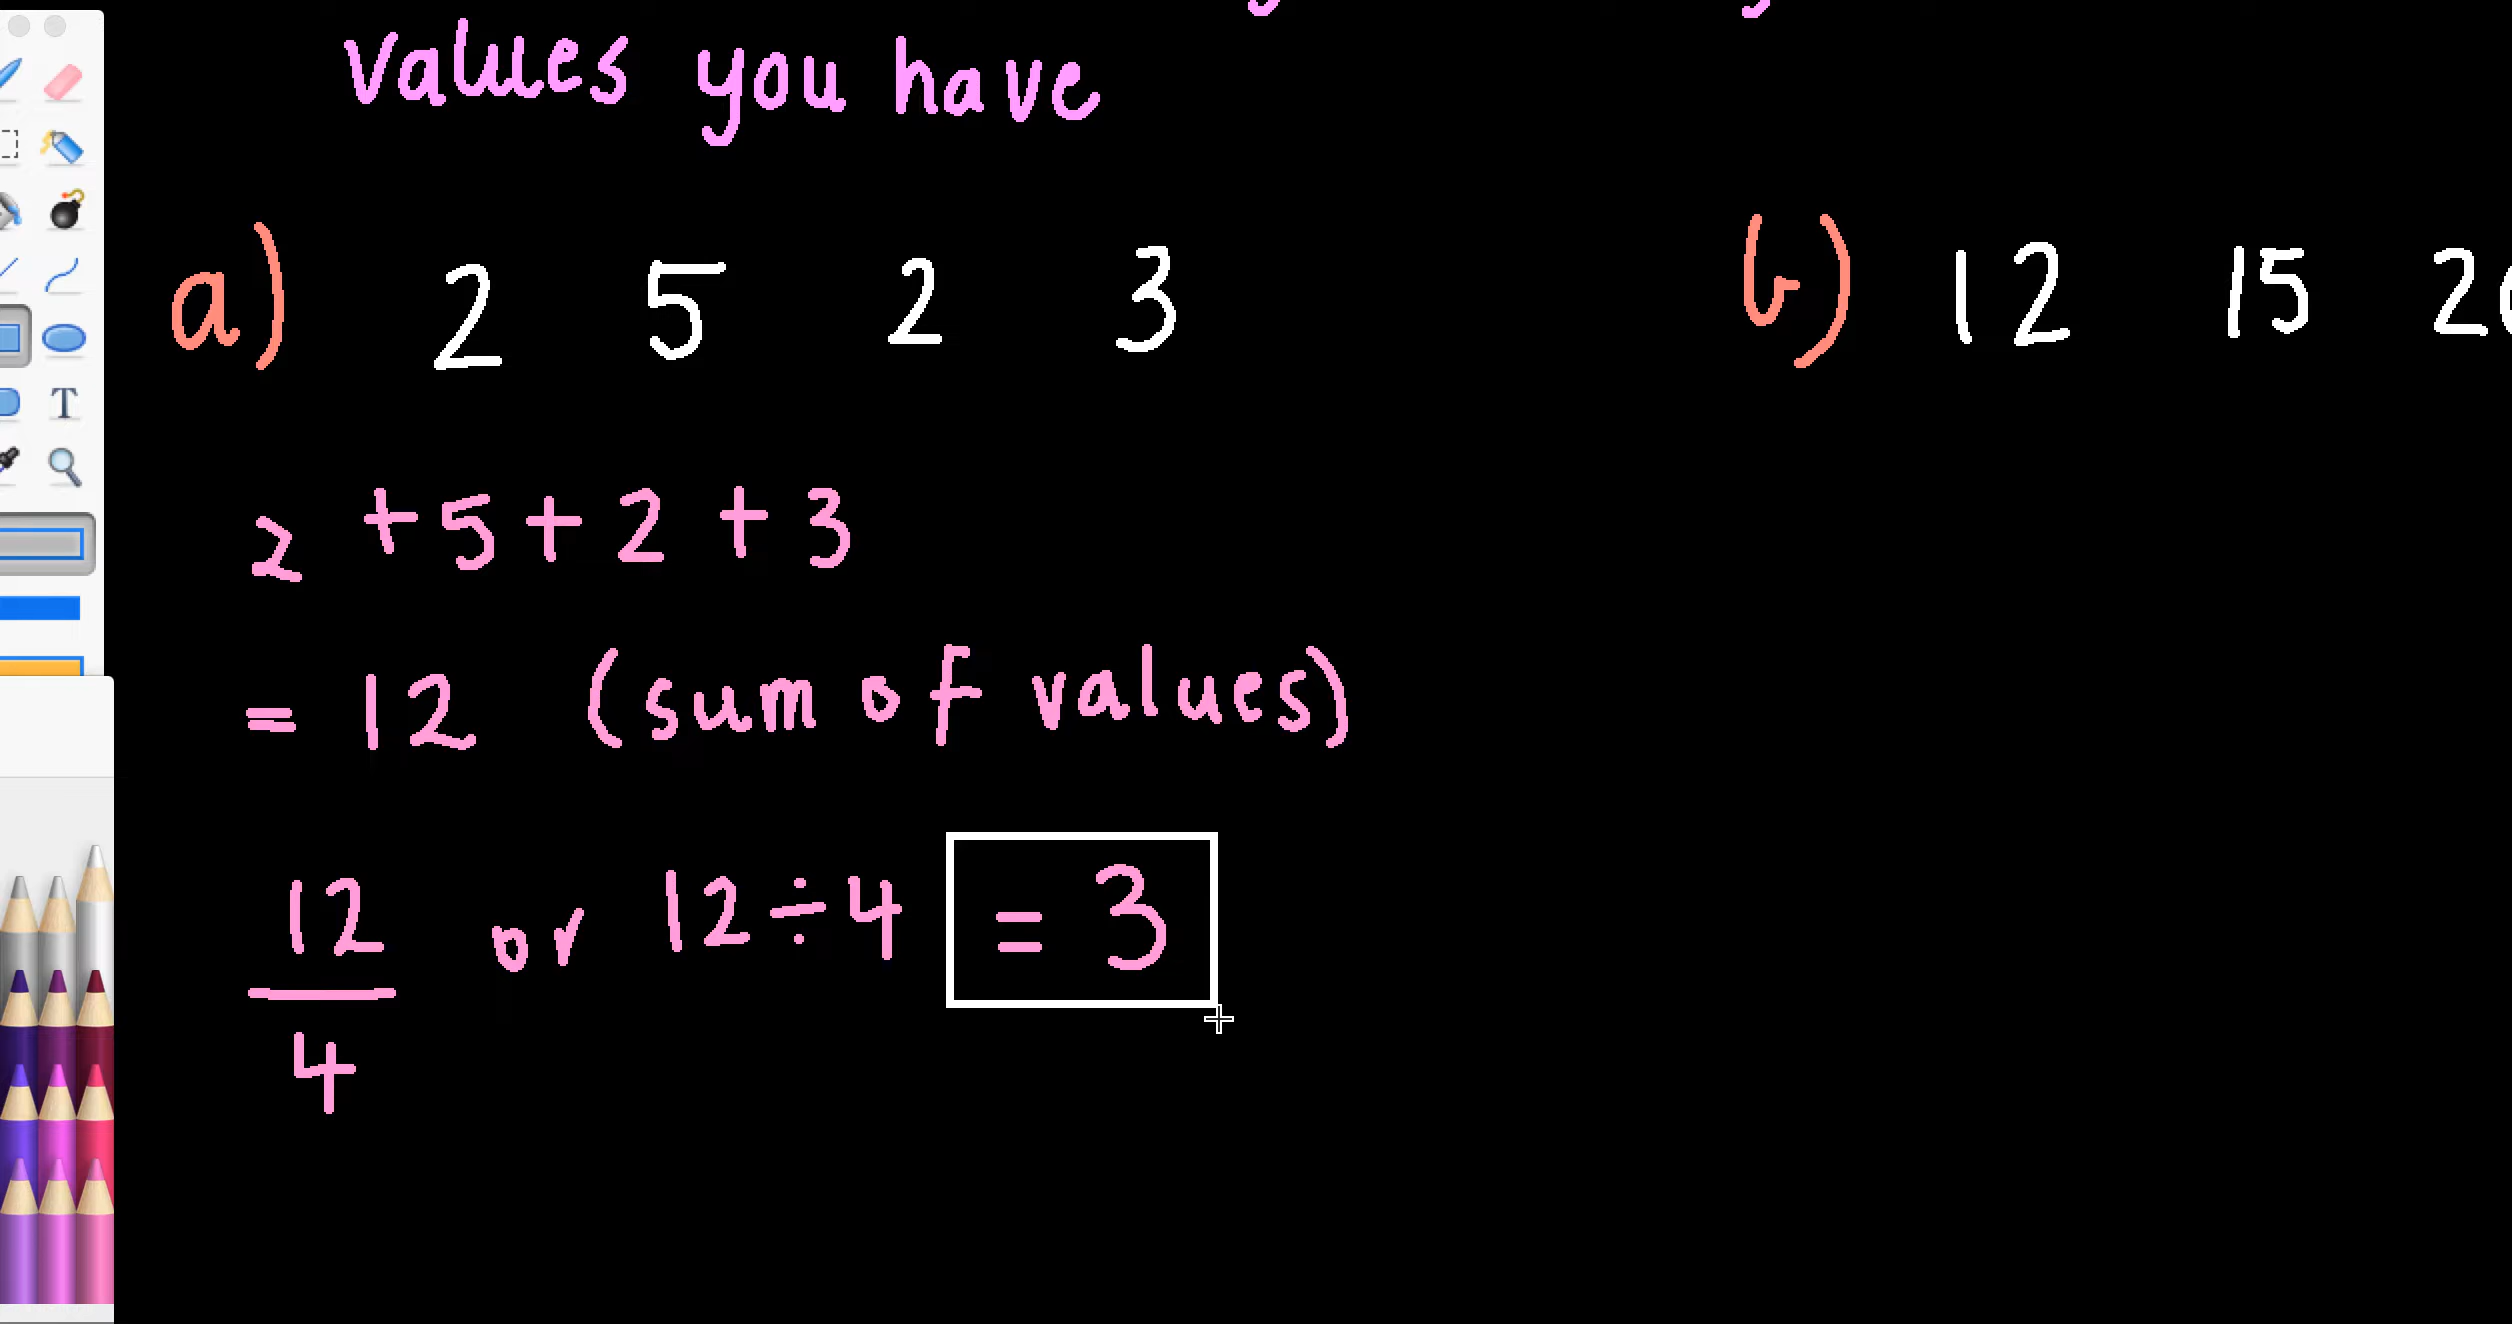 values you have
a) 2 5 2 3
b) 12 15
2 + 5 + 2 + 3
= 12 (sum of values)
12 or 12 ÷ 4 = 3
4
T